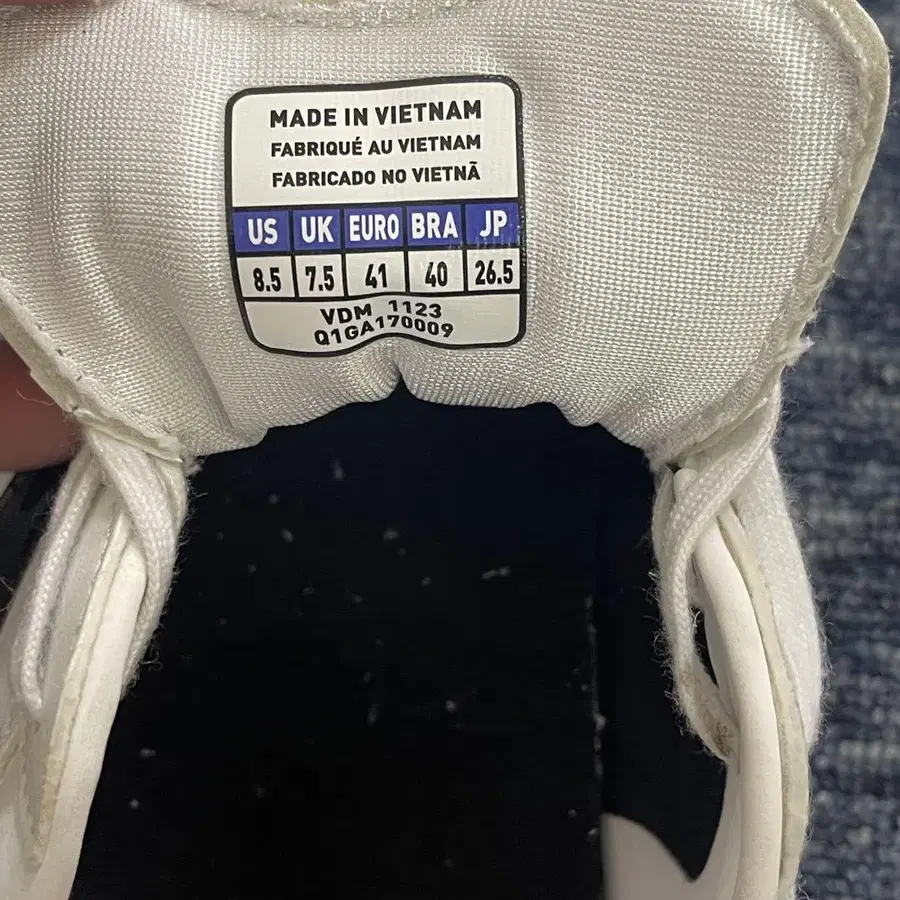 MADE IN VIETNAM
FABRIQUÉ AU VIETNAM
FABRICADO NO VIETNÃ
US UK EURO BRA JP
8.5 7.5 41 40 26.5
VDM 1123
Q1GA170009